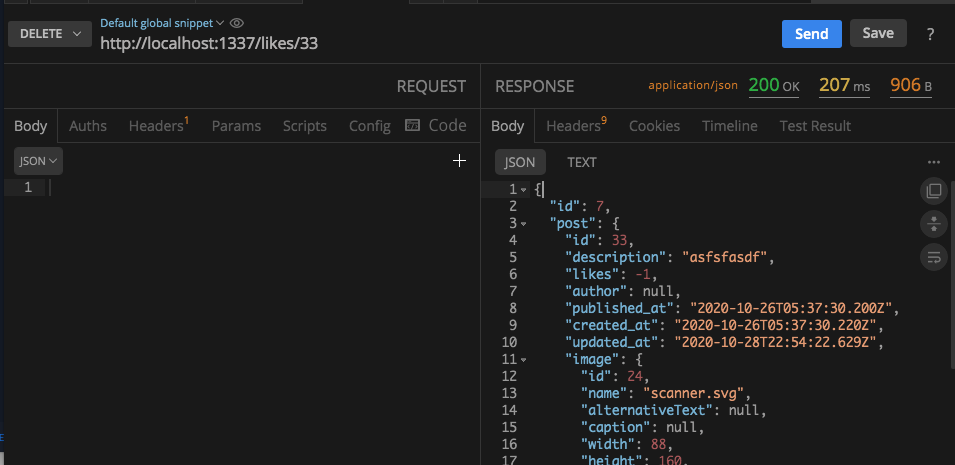 Default global snippet
DELETE
http://localhost:1337/likes/33
Send
Save
?
REQUEST
RESPONSE
application/json
200 OK
207 ms
906 B
Body Auths Headers1 Params Scripts Config Code
Body Headers9 Cookies Timeline Test Result
JSON
+
JSON TEXT
1
1 {
2 "id": 7,
3 "post": {
4 "id": 33,
5 "description": "asfsfasdf",
6 "likes": -1,
7 "author": null,
8 "published_at": "2020-10-26T05:37:30.200Z",
9 "created_at": "2020-10-26T05:37:30.220Z",
10 "updated_at": "2020-10-28T22:54:22.629Z",
11 "image": {
12 "id": 24,
13 "name": "scanner.svg",
14 "alternativeText": null,
15 "caption": null,
16 "width": 88,
17 "height": 160,